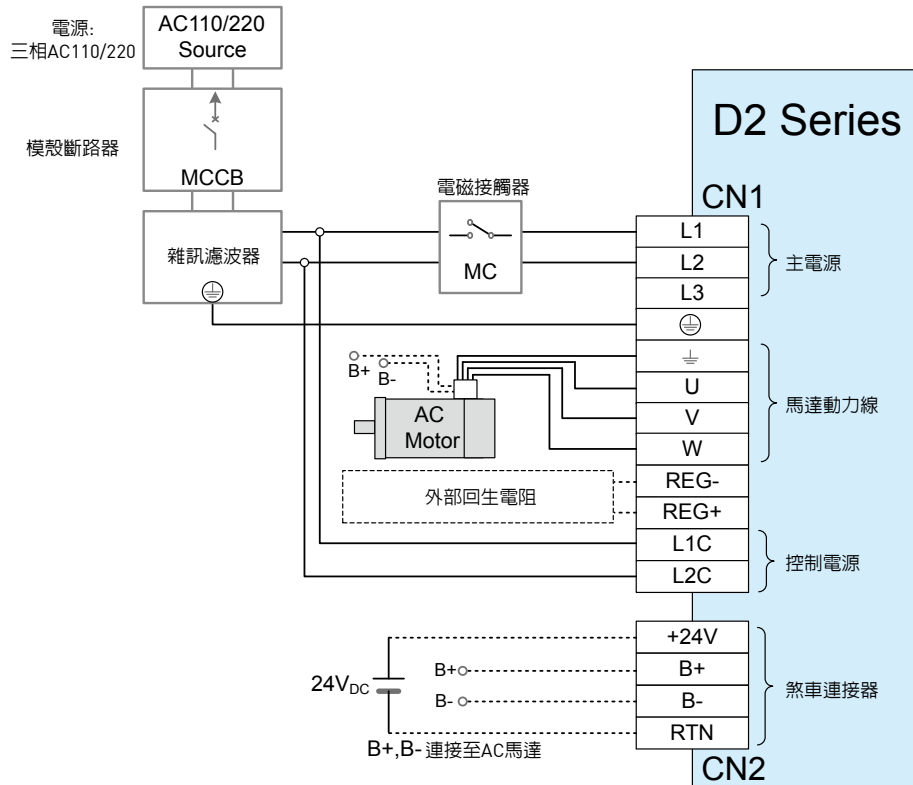 電源:
三相AC110/220
AC110/220
Source
模殼斷路器
MCCB
雜訊濾波器
電磁接觸器
MC
D2 Series
CN1
L1
L2
L3
主電源
U
V
W
馬達動力線
B+
B-
AC
Motor
REG-
REG+
外部回生電阻
L1C
L2C
控制電源
+24V
B+
B-
RTN
煞車連接器
24VDC
B+
B-
B+,B- 連接至AC馬達
CN2